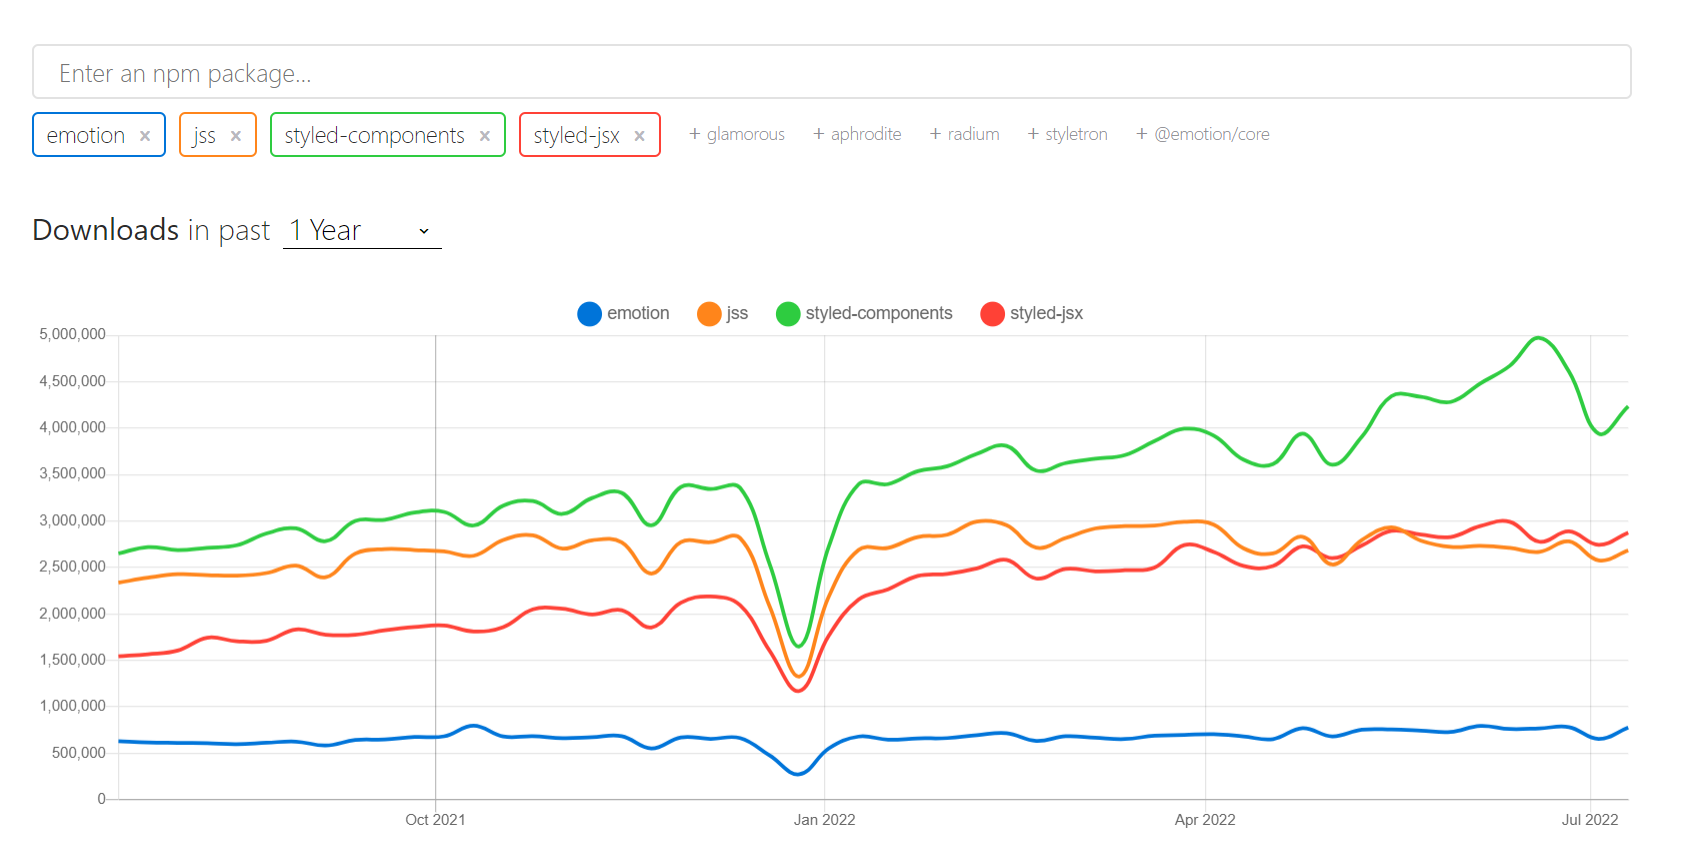 Enter an npm package...
emotion × jss × styled-components × styled-jsx × + glamorous + aphrodite + radium + styletron + @emotion/core
Downloads in past 1 Year
emotion jss styled-components styled-jsx
5,000,000
4,500,000
4,000,000
3,500,000
3,000,000
2,500,000
2,000,000
1,500,000
1,000,000
500,000
0
Oct 2021 Jan 2022 Apr 2022 Jul 2022